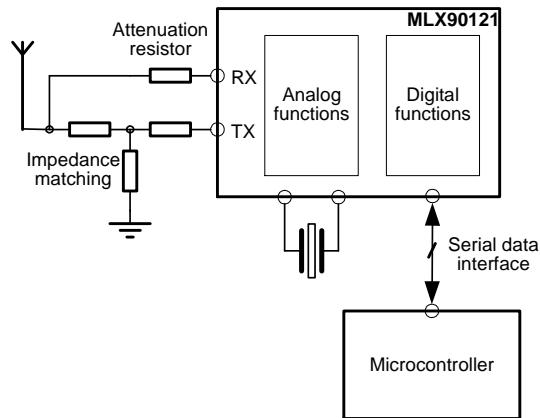 MLX90121
Attenuation
resistor
RX
TX
Analog
functions
Digital
functions
Impedance
matching
Serial data
interface
Microcontroller